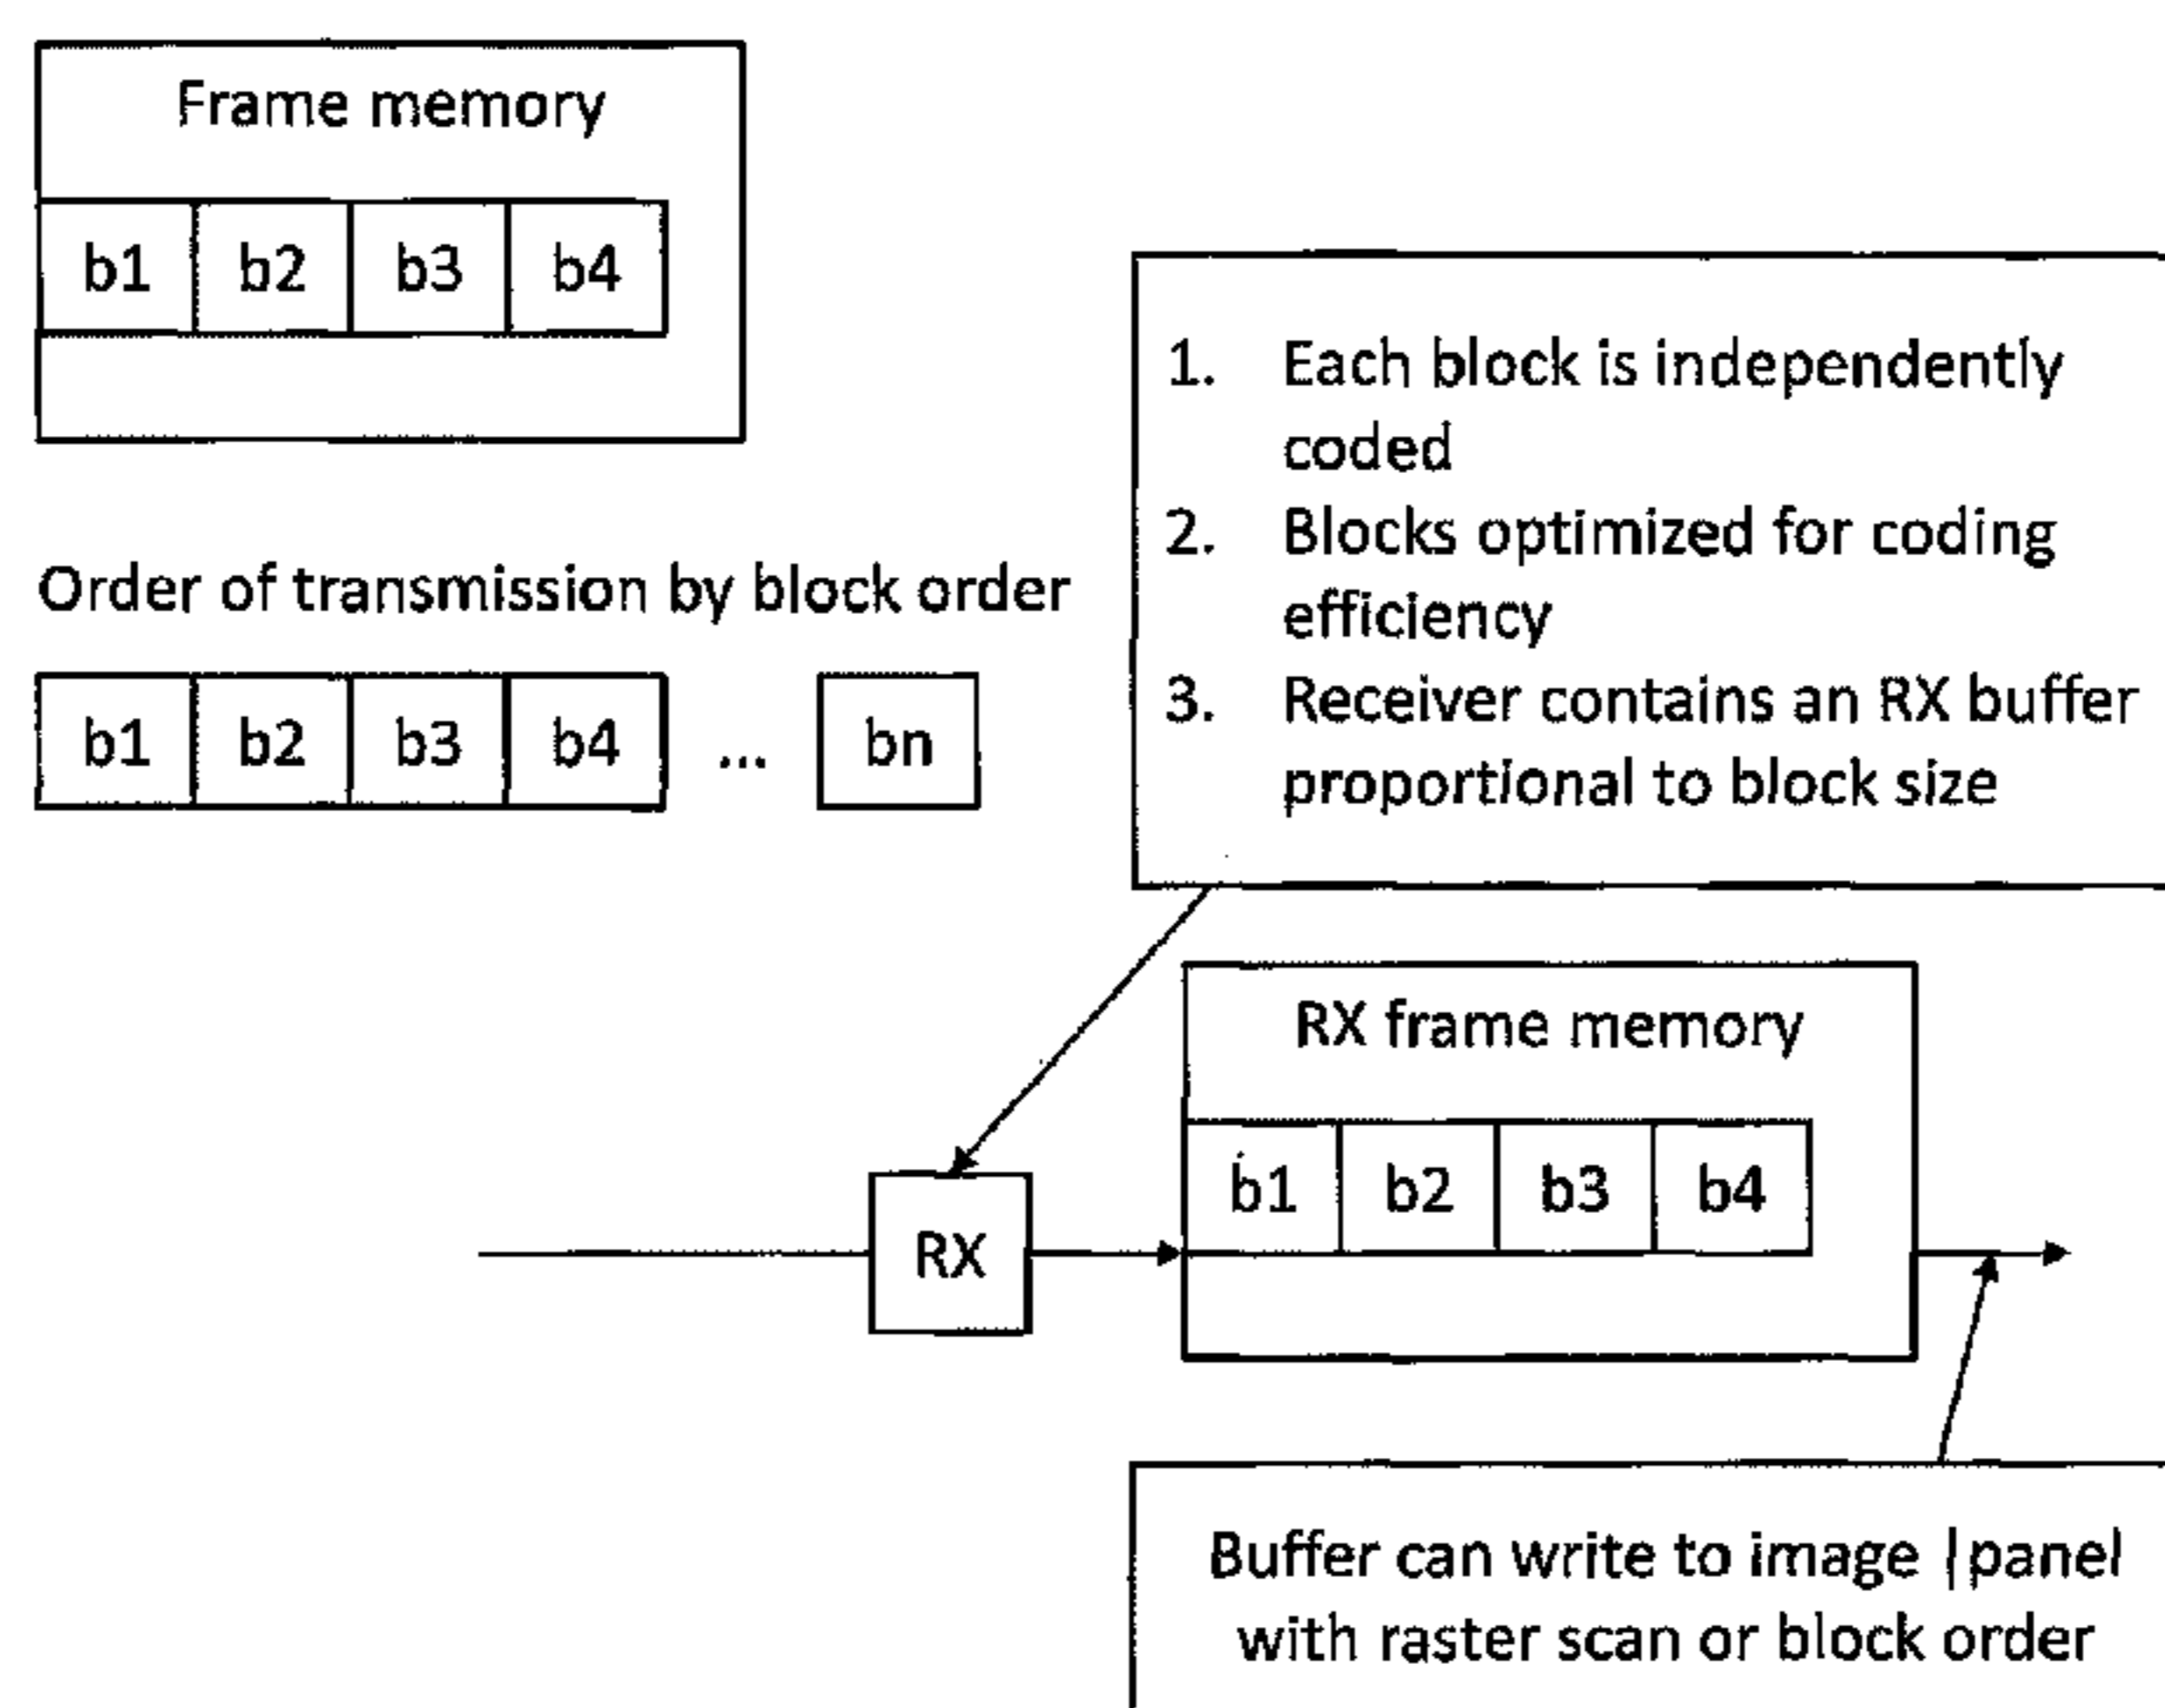 Frame memory
b1 b2 b3 b4
Order of transmission by block order
b1 b2 b3 b4 ... bn
1. Each block is independently
coded
2. Blocks optimized for coding
efficiency
3. Receiver contains an RX buffer
proportional to block size
RX frame memory
b1 b2 b3 b4
RX
Buffer can write to image |panel
with raster scan or block order